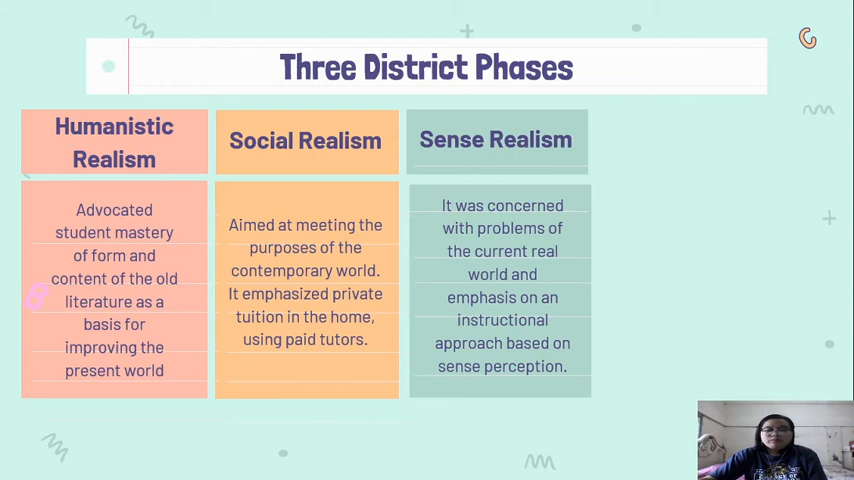 Three District Phases
Humanistic
Realism
Social Realism
Sense Realism
Advocated
student mastery
of form and
content of the old
literature as a
basis for
improving the
present world
Aimed at meeting the
purposes of the
contemporary world.
It emphasized private
tuition in the home,
using paid tutors.
It was concerned
with problems of
the current real
world and
emphasis on an
instructional
approach based on
sense perception.